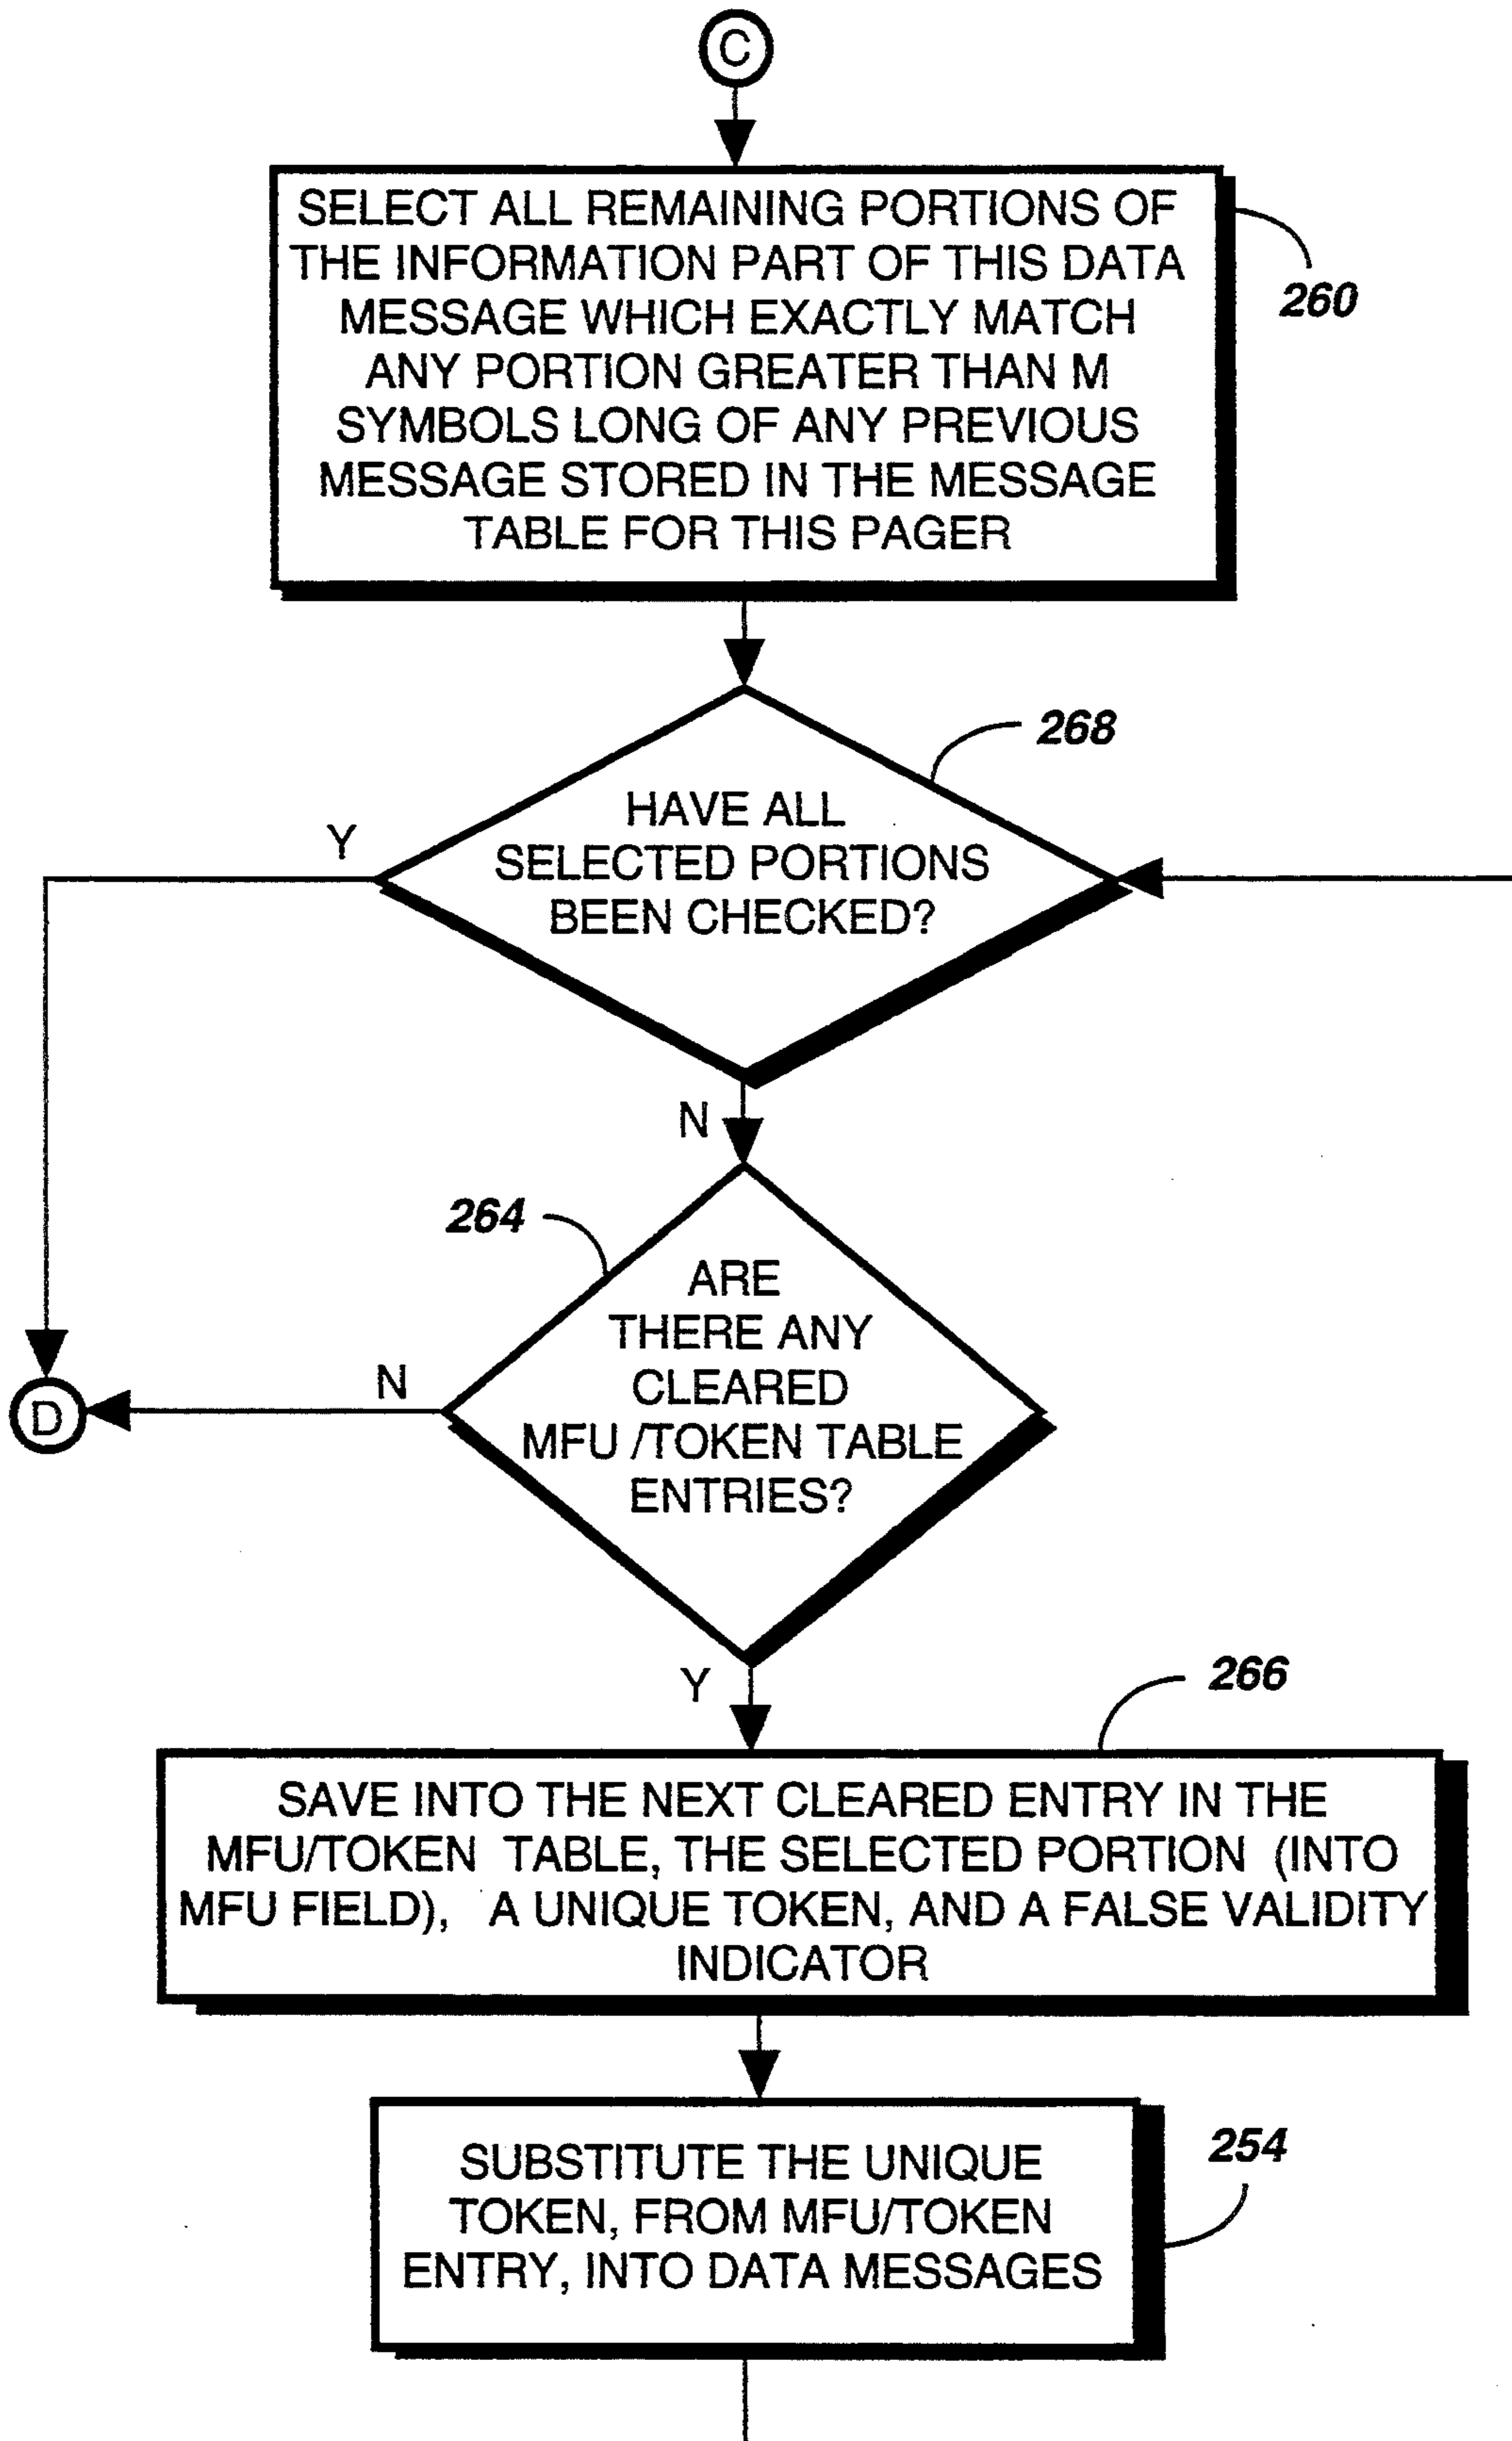 C
SELECT ALL REMAINING PORTIONS OF
THE INFORMATION PART OF THIS DATA
MESSAGE WHICH EXACTLY MATCH
ANY PORTION GREATER THAN M
SYMBOLS LONG OF ANY PREVIOUS
MESSAGE STORED IN THE MESSAGE
TABLE FOR THIS PAGER
260
268
HAVE ALL
SELECTED PORTIONS
BEEN CHECKED?
Y
N
264
ARE
THERE ANY
CLEARED
MFU /TOKEN TABLE
ENTRIES?
N
D
Y
266
SAVE INTO THE NEXT CLEARED ENTRY IN THE
MFU/TOKEN TABLE, THE SELECTED PORTION (INTO
MFU FIELD), A UNIQUE TOKEN, AND A FALSE VALIDITY
INDICATOR
254
SUBSTITUTE THE UNIQUE
TOKEN, FROM MFU/TOKEN
ENTRY, INTO DATA MESSAGES